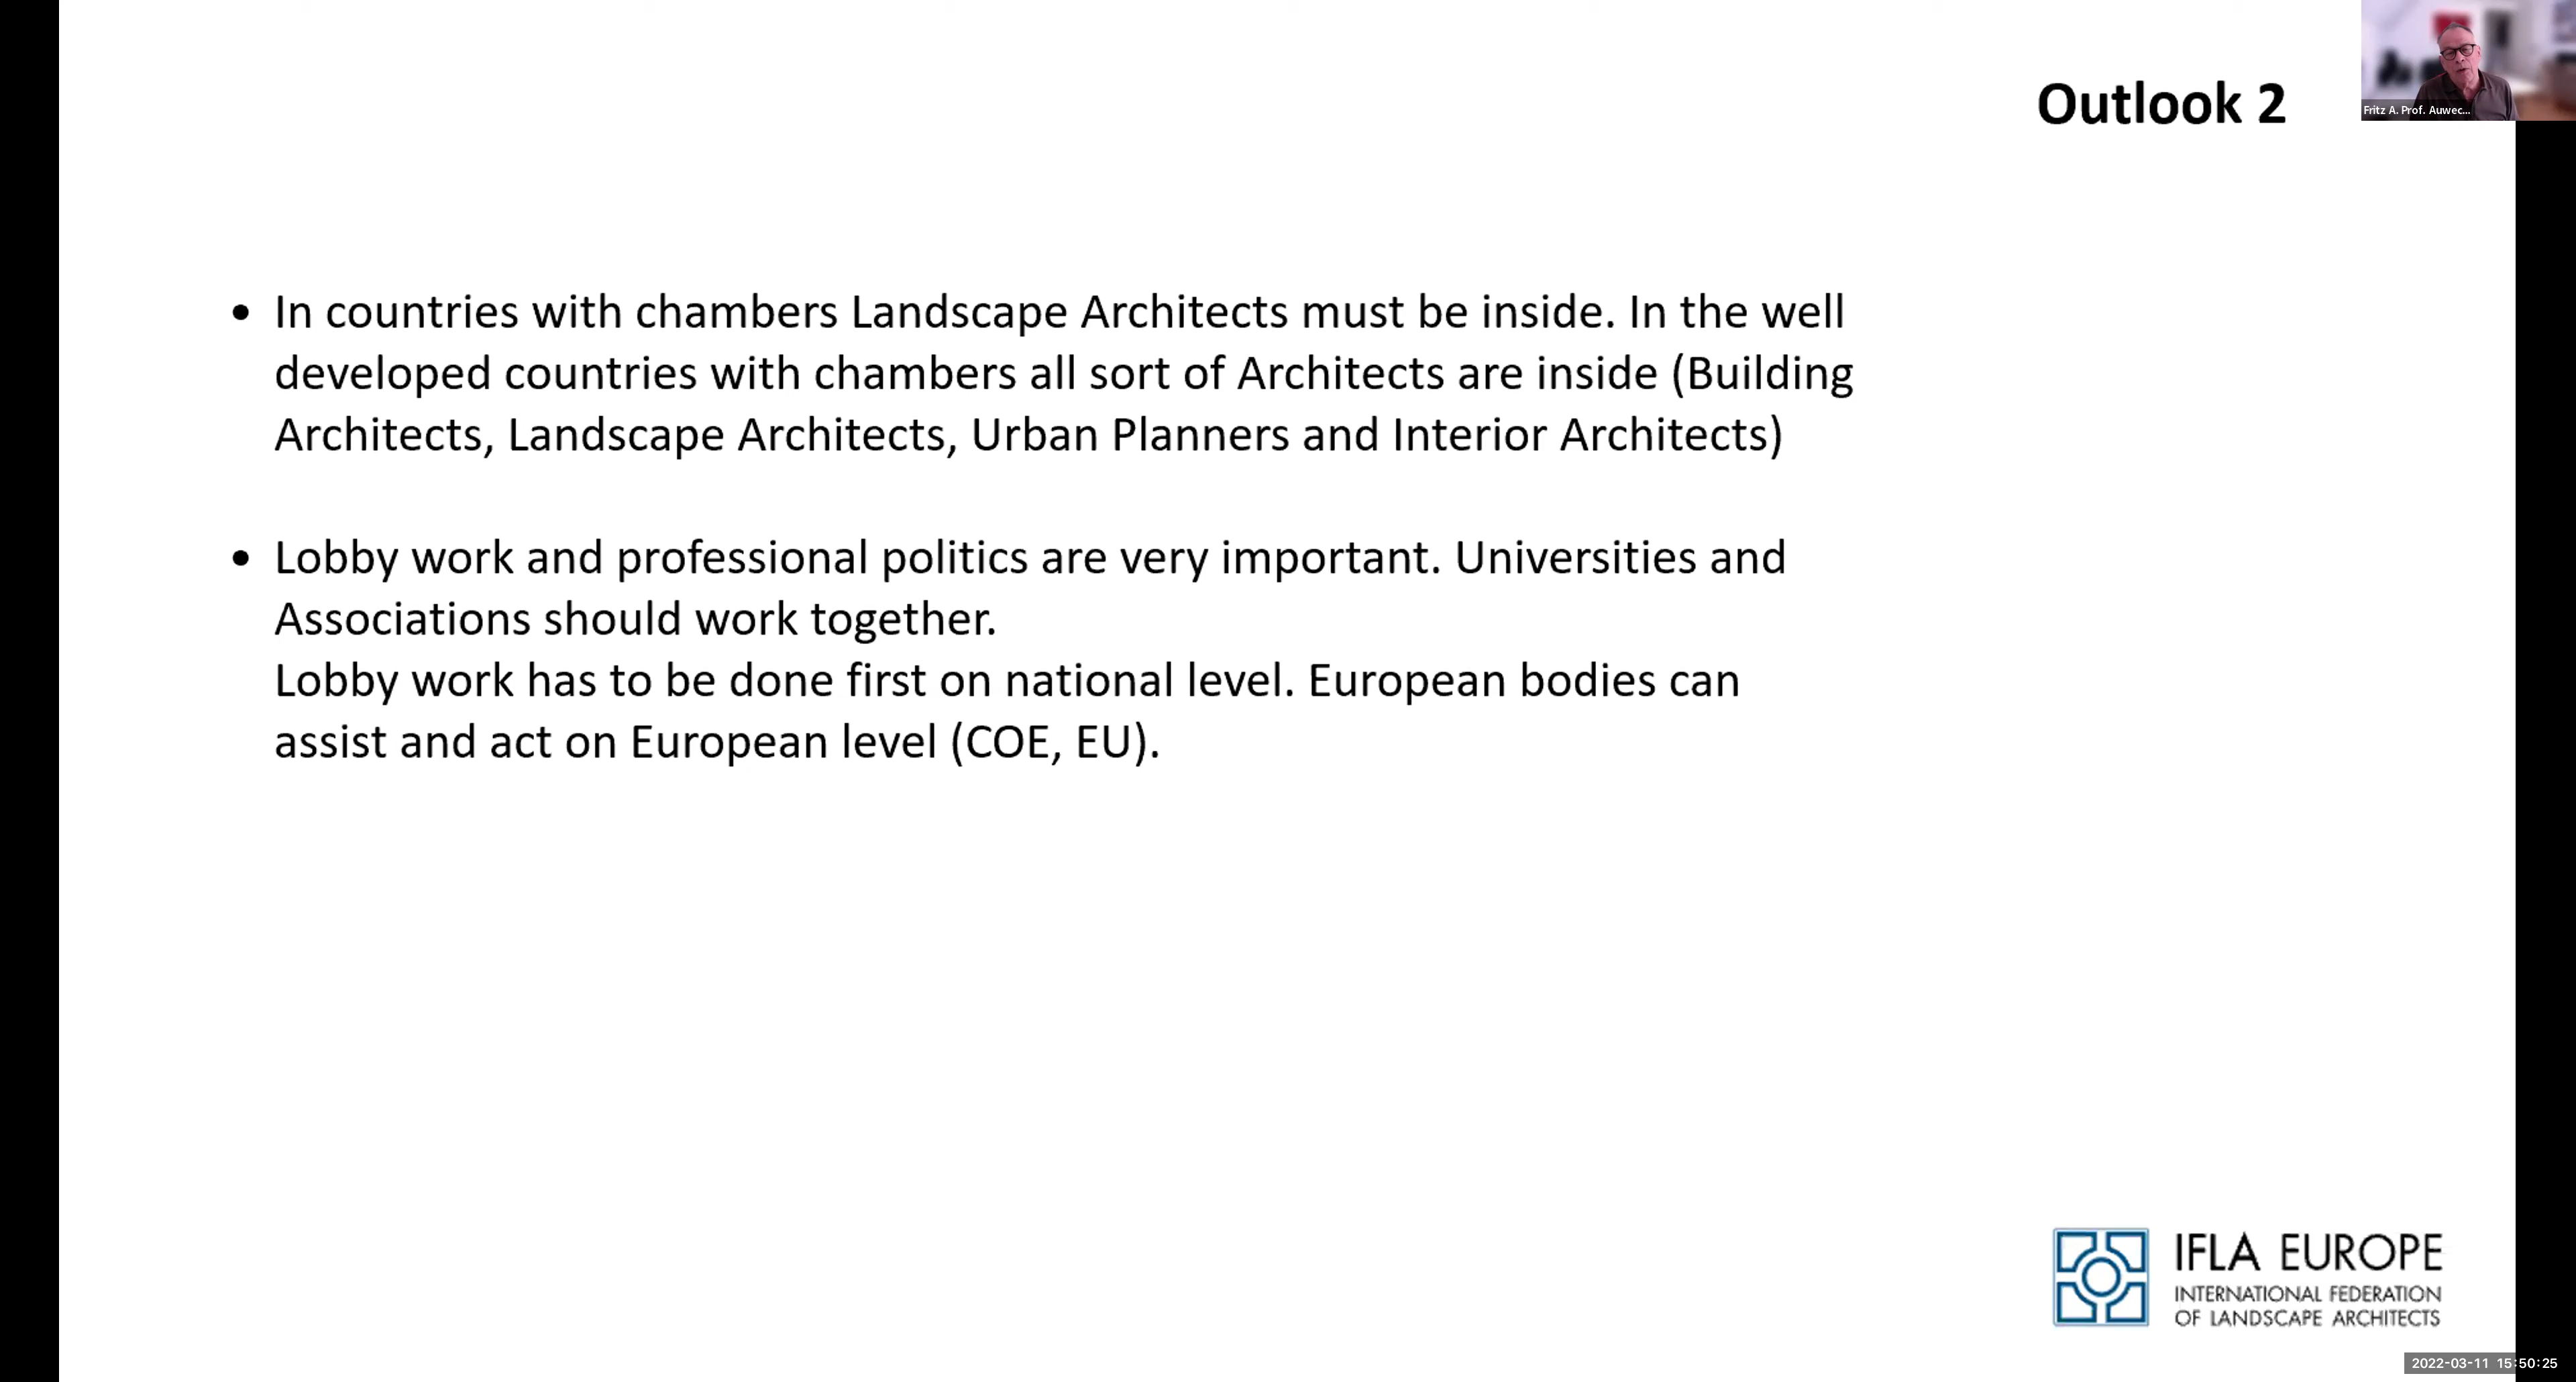 Outlook 2
Fritz A. Prof. Auwec...
• In countries with chambers Landscape Architects must be inside. In the well
developed countries with chambers all sort of Architects are inside (Building
Architects, Landscape Architects, Urban Planners and Interior Architects)
• Lobby work and professional politics are very important. Universities and
Associations should work together.
Lobby work has to be done first on national level. European bodies can
assist and act on European level (COE, EU).
IFLA EUROPE
INTERNATIONAL FEDERATION
OF LANDSCAPE ARCHITECTS
2022-03-11 15:50:25